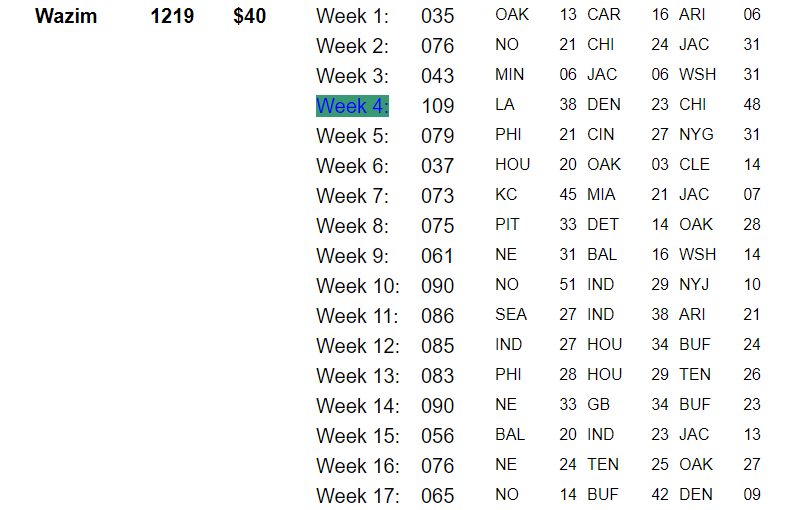 Wazim 1219 $40 Week 1: 035 OAK 13 CAR 16 ARI 06
Week 2: 076 NO 21 CHI 24 JAC 31
Week 3: 043 MIN 06 JAC 06 WSH 31
Week 4: 109 LA 38 DEN 23 CHI 48
Week 5: 079 PHI 21 CIN 27 NYG 31
Week 6: 037 HOU 20 OAK 03 CLE 14
Week 7: 073 KC 45 MIA 21 JAC 07
Week 8: 075 PIT 33 DET 14 OAK 28
Week 9: 061 NE 31 BAL 16 WSH 14
Week 10: 090 NO 51 IND 29 NYJ 10
Week 11: 086 SEA 27 IND 38 ARI 21
Week 12: 085 IND 27 HOU 34 BUF 24
Week 13: 083 PHI 28 HOU 29 TEN 26
Week 14: 090 NE 33 GB 34 BUF 23
Week 15: 056 BAL 20 IND 23 JAC 13
Week 16: 076 NE 24 TEN 25 OAK 27
Week 17: 065 NO 14 BUF 42 DEN 09